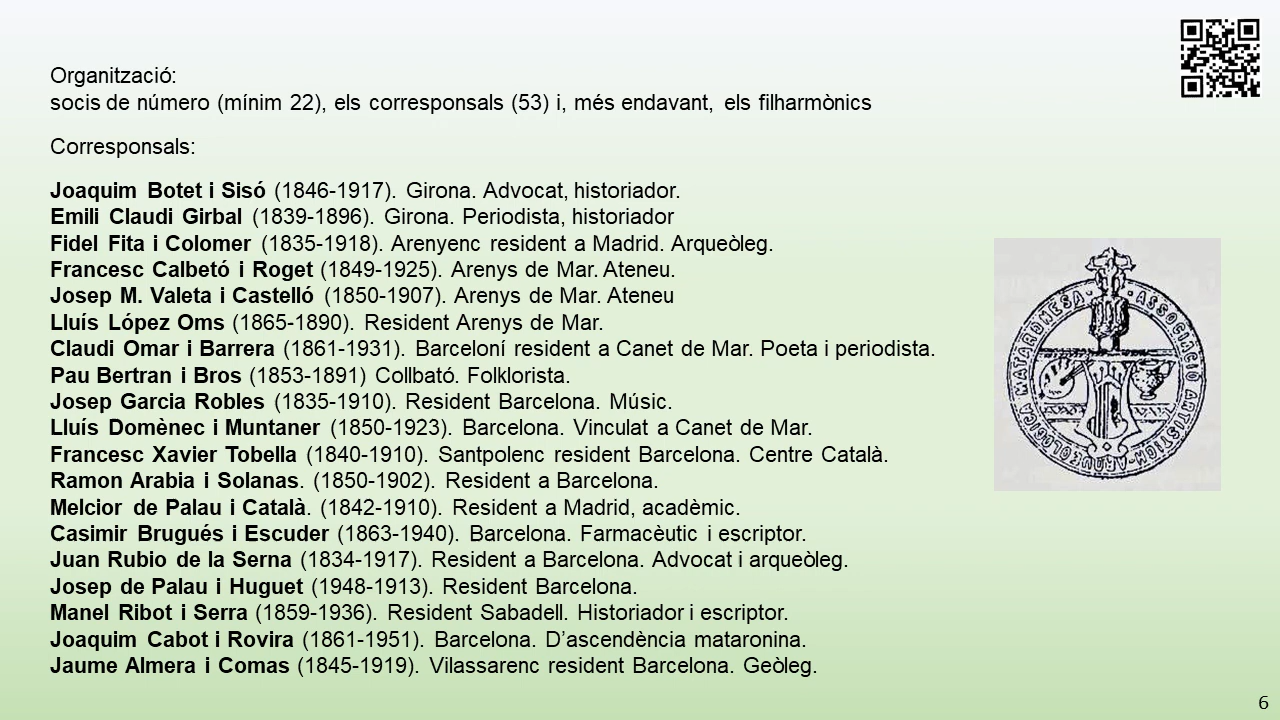 Organització:
socis de número (mínim 22), els corresponsals (53) i, més endavant, els filharmònics
Corresponsals:
Joaquim Botet i Sisó (1846-1917). Girona. Advocat, historiador.
Emili Claudi Girbal (1839-1896). Girona. Periodista, historiador
Fidel Fita i Colomer (1835-1918). Arenyenc resident a Madrid. Arqueòleg.
Francesc Calbetó i Roget (1849-1925). Arenys de Mar. Ateneu.
Josep M. Valeta i Castelló (1850-1907). Arenys de Mar. Ateneu
Lluís López Oms (1865-1890). Resident Arenys de Mar.
Claudi Omar i Barrera (1861-1931). Barceloní resident a Canet de Mar. Poeta i periodista.
Pau Bertran i Bros (1853-1891) Collbató. Folklorista.
Josep Garcia Robles (1835-1910). Resident Barcelona. Músic.
Lluís Domènec i Muntaner (1850-1923). Barcelona. Vinculat a Canet de Mar.
Francesc Xavier Tobella (1840-1910). Santpolenc resident Barcelona. Centre Català.
Ramon Arabia i Solanas. (1850-1902). Resident a Barcelona.
Melcior de Palau i Català. (1842-1910). Resident a Madrid, acadèmic.
Casimir Brugués i Escuder (1863-1940). Barcelona. Farmacèutic i escriptor.
Juan Rubio de la Serna (1834-1917). Resident a Barcelona. Advocat i arqueòleg.
Josep de Palau i Huguet (1948-1913). Resident Barcelona.
Manel Ribot i Serra (1859-1936). Resident Sabadell. Historiador i escriptor.
Joaquim Cabot i Rovira (1861-1951). Barcelona. D’ascendència mataronina.
Jaume Almera i Comas (1845-1919). Vilassarenc resident Barcelona. Geòleg.
ASSOCIACIÓ ARTISTICH-ARQUEOLOGICA MATARONESA
6